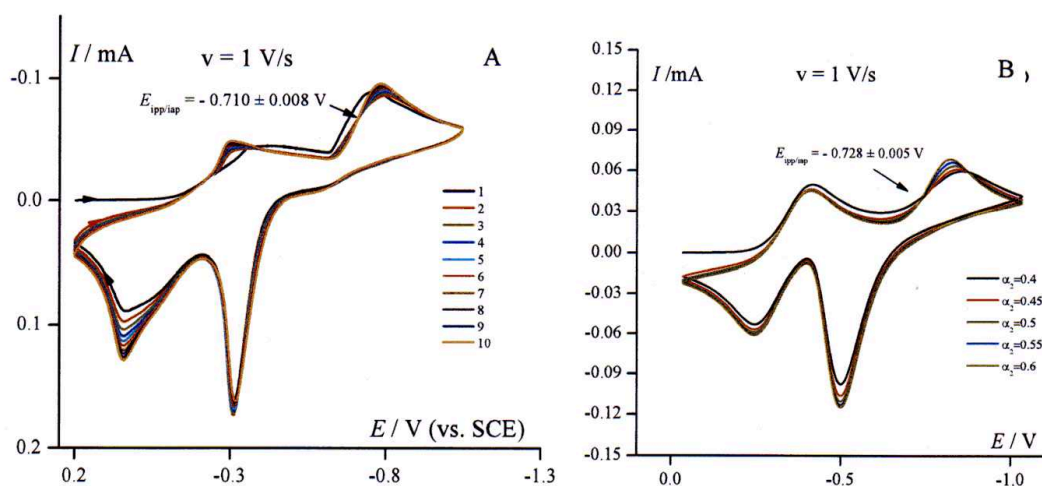 I / mA
v = 1 V/s
A
E ipp/iap = - 0.710 ± 0.008 V
-0.1
0.0
0.1
0.2
1
2
3
4
5
6
7
8
9
10
E / V (vs. SCE)
0.2
-0.3
-0.8
-1.3
I /mA
v = 1 V/s
B
E ipp/iap = - 0.728 ± 0.005 V
0.15
0.12
0.09
0.06
0.03
0.00
-0.03
-0.06
-0.09
-0.12
-0.15
α2=0.4
α2=0.45
α2=0.5
α2=0.55
α2=0.6
E / V
0.0
-0.5
-1.0